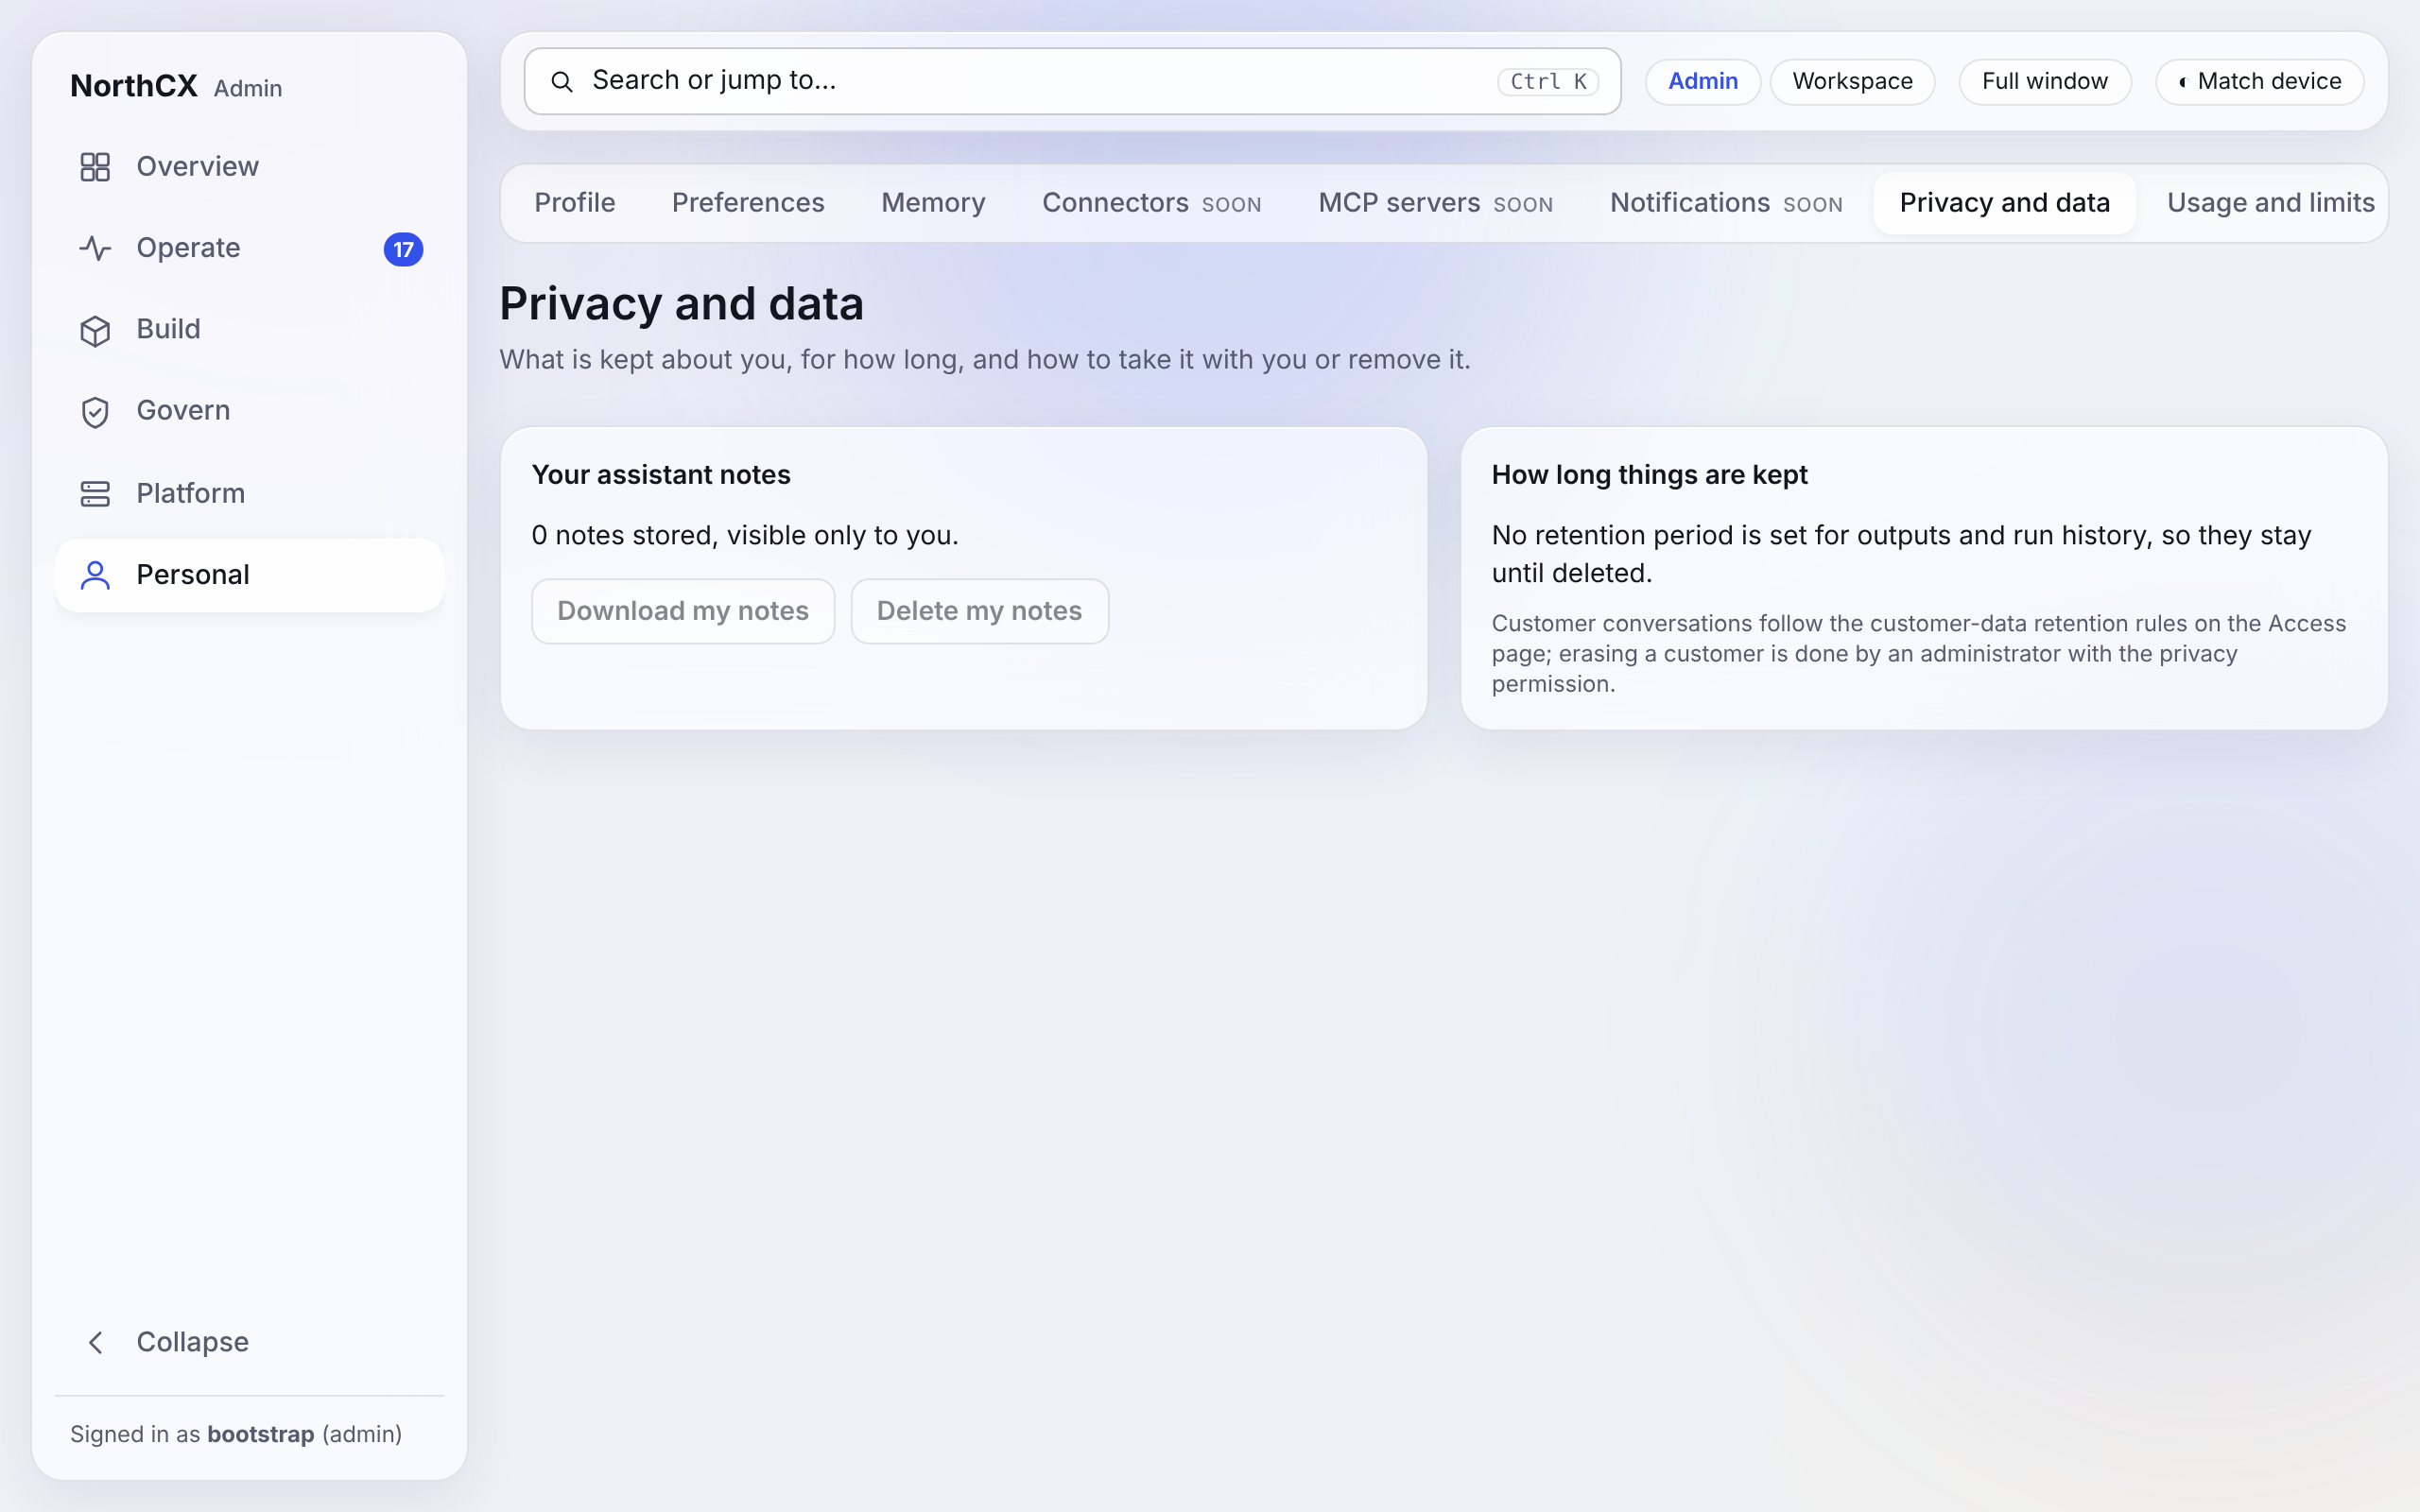 NorthCX Admin
Overview
Operate 17
Build
Govern
Platform
Personal
Collapse
Signed in as bootstrap (admin)
Search or jump to... Ctrl K
Admin
Workspace
Full window
Match device
Profile
Preferences
Memory
Connectors SOON
MCP servers SOON
Notifications SOON
Privacy and data
Usage and limits
Privacy and data
What is kept about you, for how long, and how to take it with you or remove it.
Your assistant notes
0 notes stored, visible only to you.
Download my notes
Delete my notes
How long things are kept
No retention period is set for outputs and run history, so they stay
until deleted.
Customer conversations follow the customer-data retention rules on the Access
page; erasing a customer is done by an administrator with the privacy
permission.